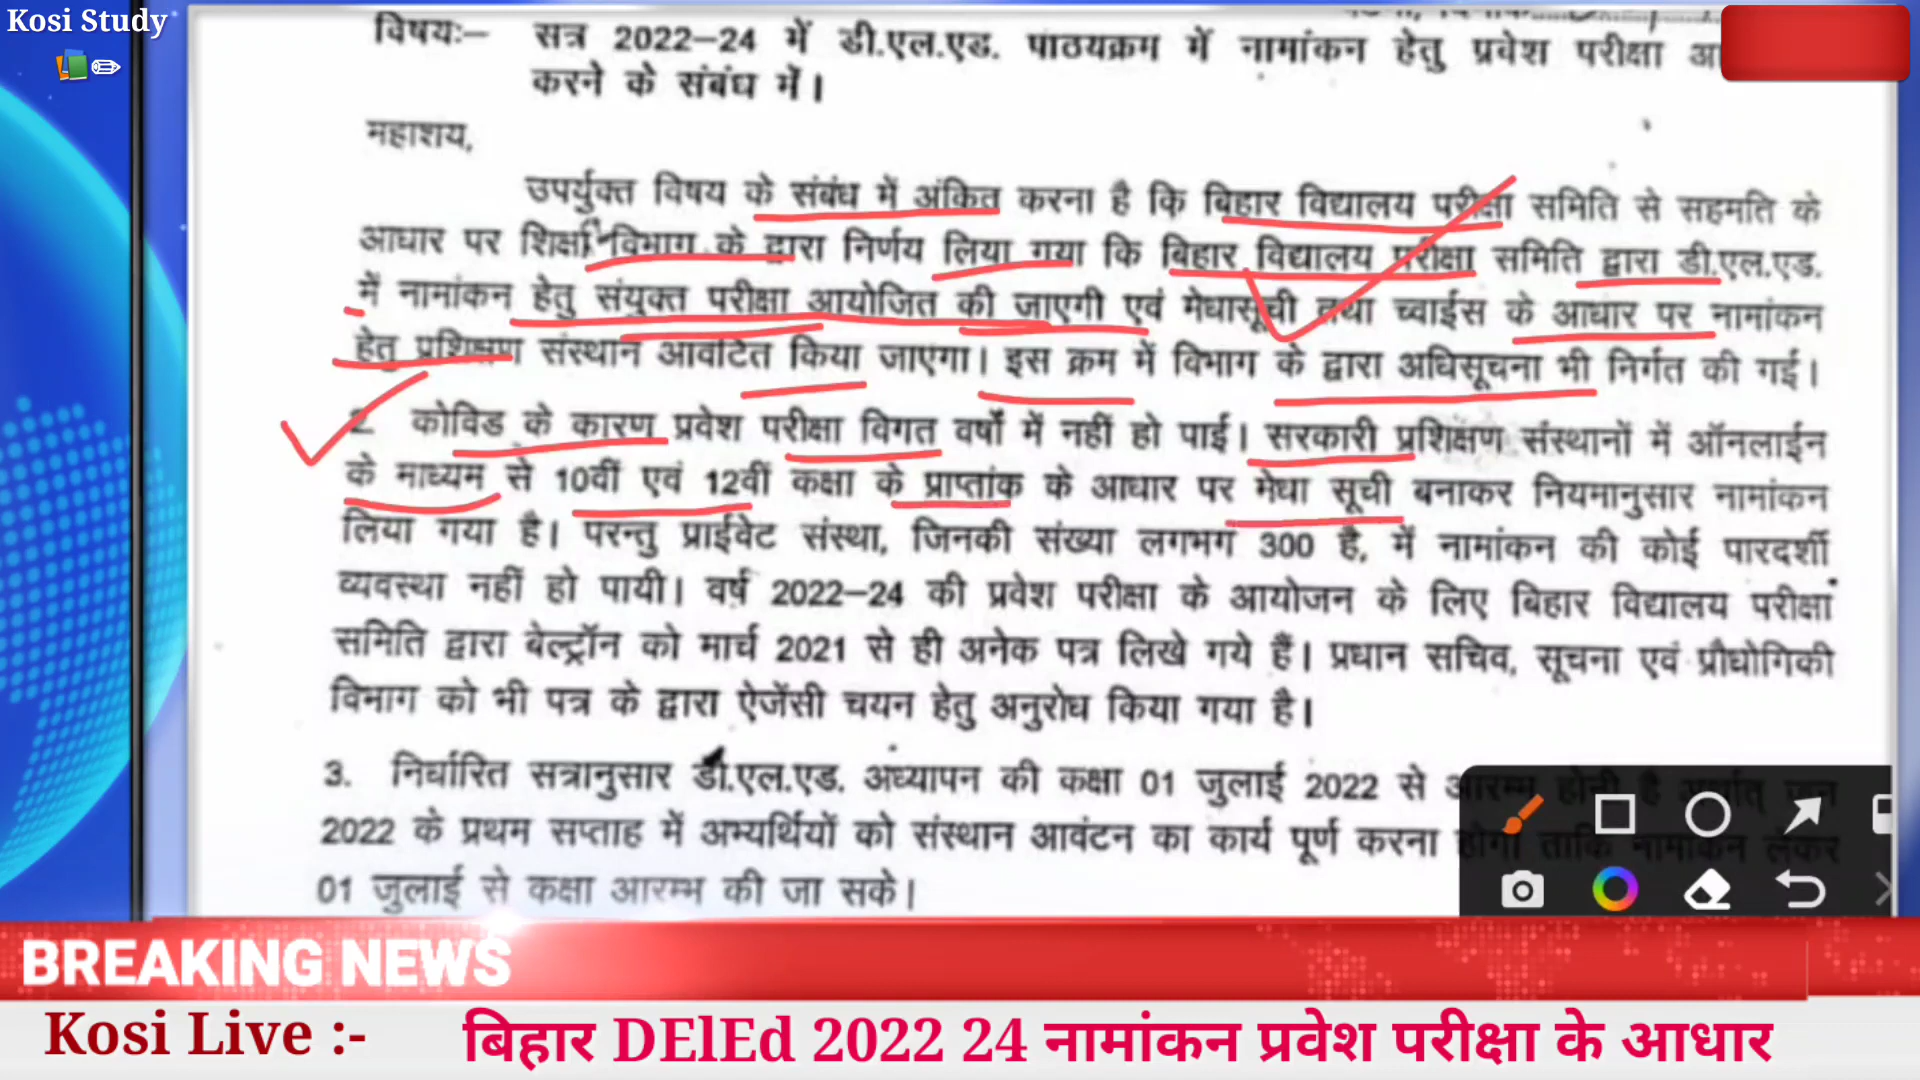 Kosi Study
विषयः– सत्र 2022–24 में डी.एल.एड. पाठयक्रम में नामांकन हेतु प्रवेश परीक्षा
करने के संबंध में।
महाशय,
उपर्युक्त विषय के संबंध में अंकित करना है कि बिहार विद्यालय परीक्षा समिति से सहमति के
आधार पर शिक्षा विभाग के द्वारा निर्णय लिया गया कि बिहार विद्यालय परीक्षा समिति द्वारा डी.एल.एड.
में नामांकन हेतु संयुक्त परीक्षा आयोजित की जाएगी एवं मेधासूची तथा च्वाईस के आधार पर नामांकन
हेतु प्रशिक्षण संस्थान आवंटित किया जाएगा। इस क्रम में विभाग के द्वारा अधिसूचना भी निर्गत की गई।
2. कोविड के कारण प्रवेश परीक्षा विगत वर्षों में नहीं हो पाई। सरकारी प्रशिक्षण संस्थानों में ऑनलाईन
के माध्यम से 10वीं एवं 12वीं कक्षा के प्राप्तांक के आधार पर मेधा सूची बनाकर नियमानुसार नामांकन
लिया गया है। परन्तु प्राईवेट संस्था, जिनकी संख्या लगभग 300 है, में नामांकन की कोई पारदर्शी
व्यवस्था नहीं हो पायी। वर्ष 2022–24 की प्रवेश परीक्षा के आयोजन के लिए बिहार विद्यालय परीक्षा
समिति द्वारा बेल्ट्रॉन को मार्च 2021 से ही अनेक पत्र लिखे गये हैं। प्रधान सचिव, सूचना एवं प्रौधोगिकी
विभाग को भी पत्र के द्वारा ऐजेंसी चयन हेतु अनुरोध किया गया है।
3. निर्धारित सत्रानुसार डी.एल.एड. अध्यापन की कक्षा 01 जुलाई 2022 से आरम्भ होनी है अर्थात् जून
2022 के प्रथम सप्ताह में अभ्यर्थियों को संस्थान आवंटन का कार्य पूर्ण करना होगा ताकि नामांकन लेकर
01 जुलाई से कक्षा आरम्भ की जा सके।
BREAKING NEWS
Kosi Live :- बिहार DElEd 2022 24 नामांकन प्रवेश परीक्षा के आधार